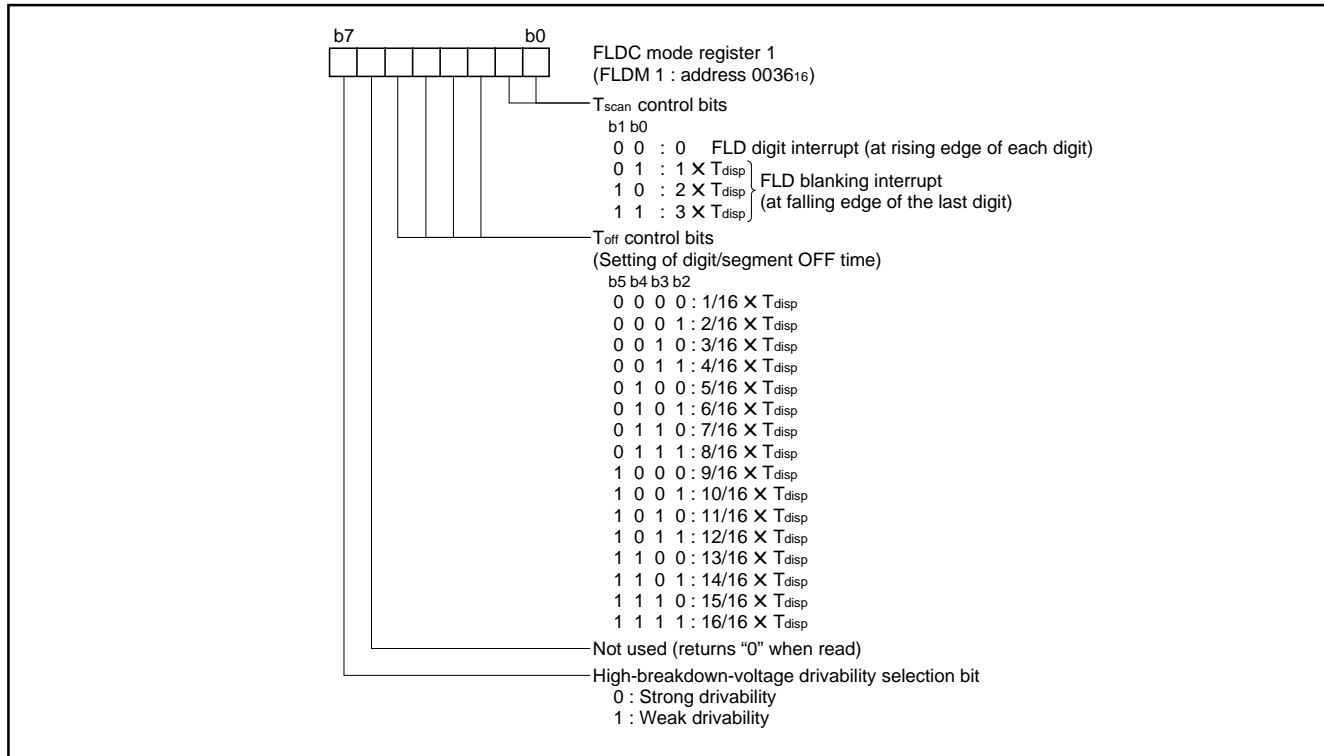 b7 b0
FLDC mode register 1
(FLDM 1 : address 003616)
Tscan control bits
b1 b0
0 0 : 0 FLD digit interrupt (at rising edge of each digit)
0 1 : 1 ✕ Tdisp
FLD blanking interrupt
1 0 : 2 ✕ Tdisp
(at falling edge of the last digit)
1 1 : 3 ✕ Tdisp
Toff control bits
(Setting of digit/segment OFF time)
b5 b4 b3 b2
0 0 0 0 : 1/16 ✕ Tdisp
0 0 0 1 : 2/16 ✕ Tdisp
0 0 1 0 : 3/16 ✕ Tdisp
0 0 1 1 : 4/16 ✕ Tdisp
0 1 0 0 : 5/16 ✕ Tdisp
0 1 0 1 : 6/16 ✕ Tdisp
0 1 1 0 : 7/16 ✕ Tdisp
0 1 1 1 : 8/16 ✕ Tdisp
1 0 0 0 : 9/16 ✕ Tdisp
1 0 0 1 : 10/16 ✕ Tdisp
1 0 1 0 : 11/16 ✕ Tdisp
1 0 1 1 : 12/16 ✕ Tdisp
1 1 0 0 : 13/16 ✕ Tdisp
1 1 0 1 : 14/16 ✕ Tdisp
1 1 1 0 : 15/16 ✕ Tdisp
1 1 1 1 : 16/16 ✕ Tdisp
Not used (returns “0” when read)
High-breakdown-voltage drivability selection bit
0 : Strong drivability
1 : Weak drivability